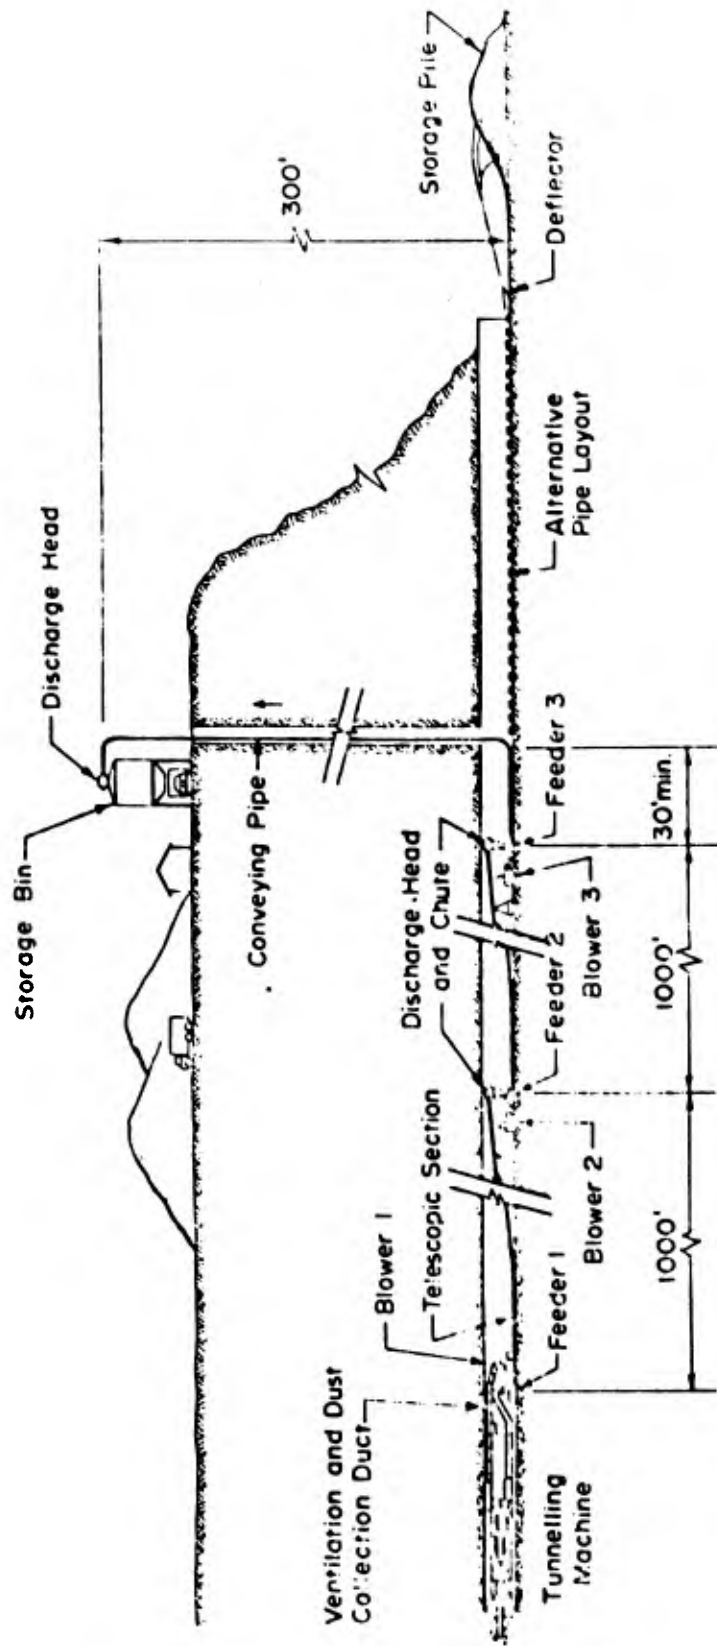 Storage Bin
Discharge Head
300'
Conveying Pipe
Storage Pile
Discharge Head
and Chute
Telescopic Section
Blower 1
Ventilation and Dust
Collection Duct
Tunnelling
Machine
Feeder 1
Blower 2
Feeder 2
Blower 3
Feeder 3
Alternative
Pipe Layout
Deflector
1000'
1000'
30'min.